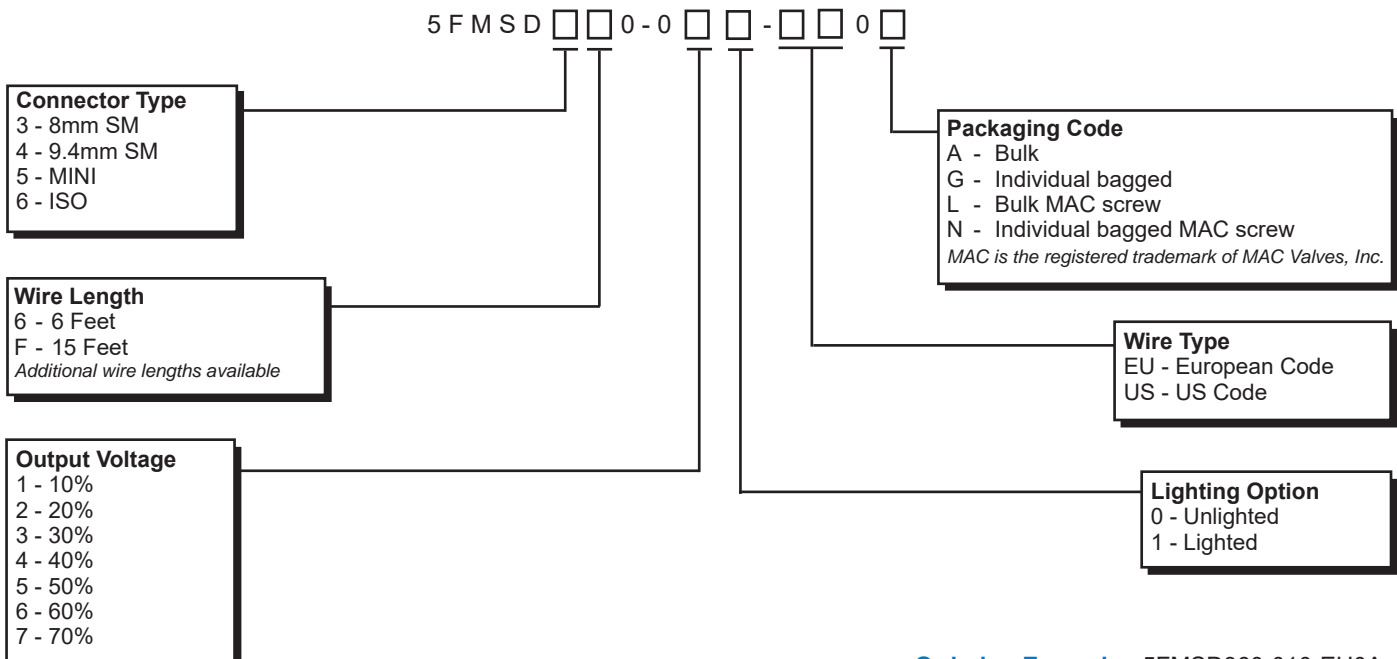 5 F M S D □ □ 0 - 0 □ □ - □ □ 0 □
Connector Type
3 - 8mm SM
4 - 9.4mm SM
5 - MINI
6 - ISO
Wire Length
6 - 6 Feet
F - 15 Feet
Additional wire lengths available
Output Voltage
1 - 10%
2 - 20%
3 - 30%
4 - 40%
5 - 50%
6 - 60%
7 - 70%
Packaging Code
A - Bulk
G - Individual bagged
L - Bulk MAC screw
N - Individual bagged MAC screw
MAC is the registered trademark of MAC Valves, Inc.
Wire Type
EU - European Code
US - US Code
Lighting Option
0 - Unlighted
1 - Lighted